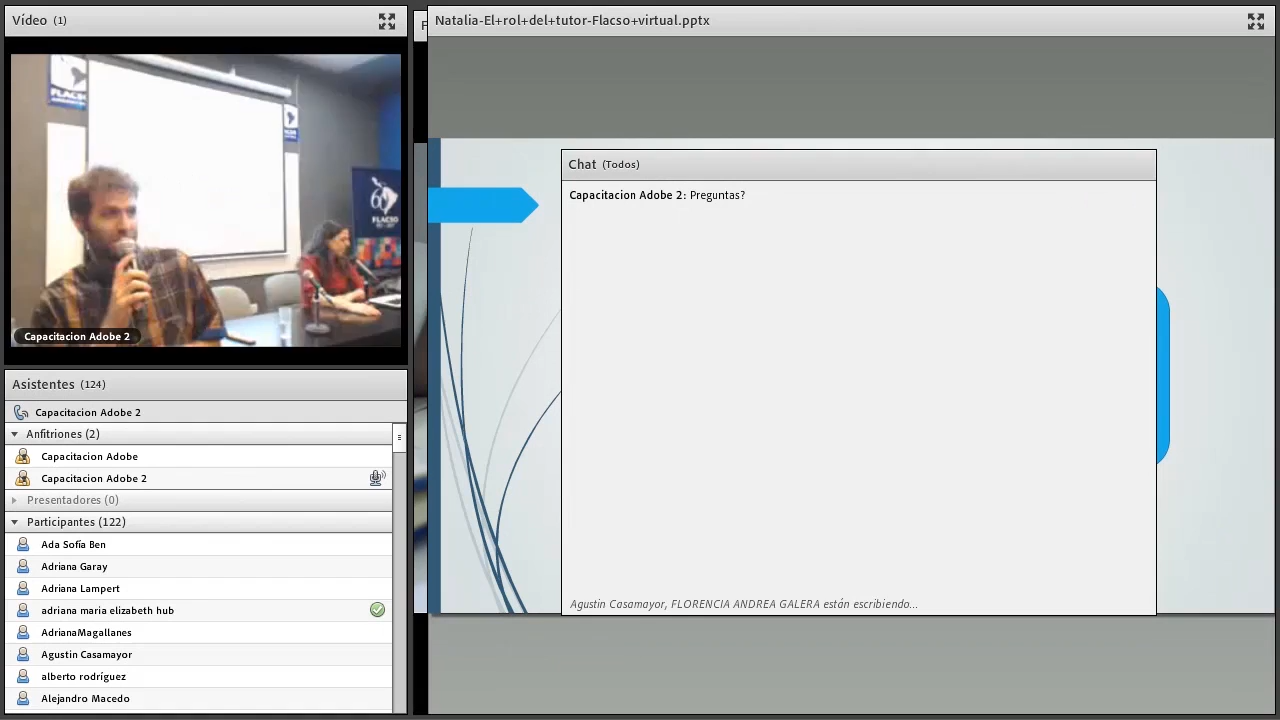 Vídeo (1)
FLACSO
FLACSO
Capacitacion Adobe 2
Asistentes (124)
Capacitacion Adobe 2
Anfitriones (2)
Capacitacion Adobe
Capacitacion Adobe 2
Presentadores (0)
Participantes (122)
Ada Sofía Ben
Adriana Garay
Adriana Lampert
adriana maria elizabeth hub
AdrianaMagallanes
Agustin Casamayor
alberto rodríguez
Alejandro Macedo
F
Natalia-El+rol+del+tutor-Flacso+virtual.pptx
Chat (Todos)
Capacitacion Adobe 2: Preguntas?
Agustin Casamayor, FLORENCIA ANDREA GALERA están escribiendo...